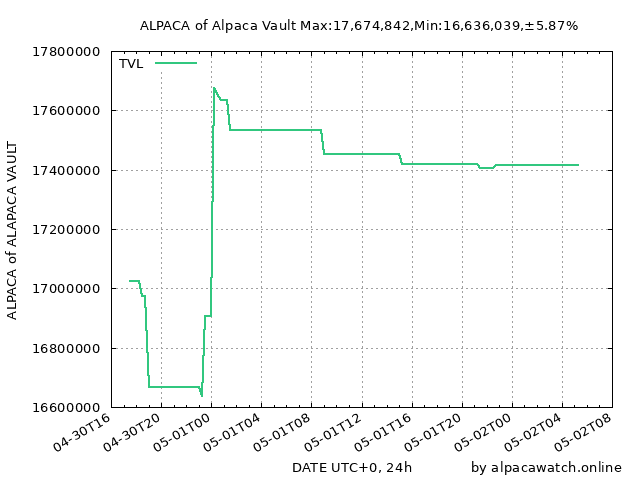 ALPACA of Alpaca Vault Max:17,674,842,Min:16,636,039,±5.87%
17800000
TVL
17600000
17400000
17200000
17000000
16800000
16600000
ALPACA of ALAPACA VAULT
04-30T16
04-30T20
05-01T00
05-01T04
05-01T08
05-01T12
05-01T16
05-01T20
05-02T00
05-02T04
05-02T08
DATE UTC+0, 24h
by alpacawatch.online